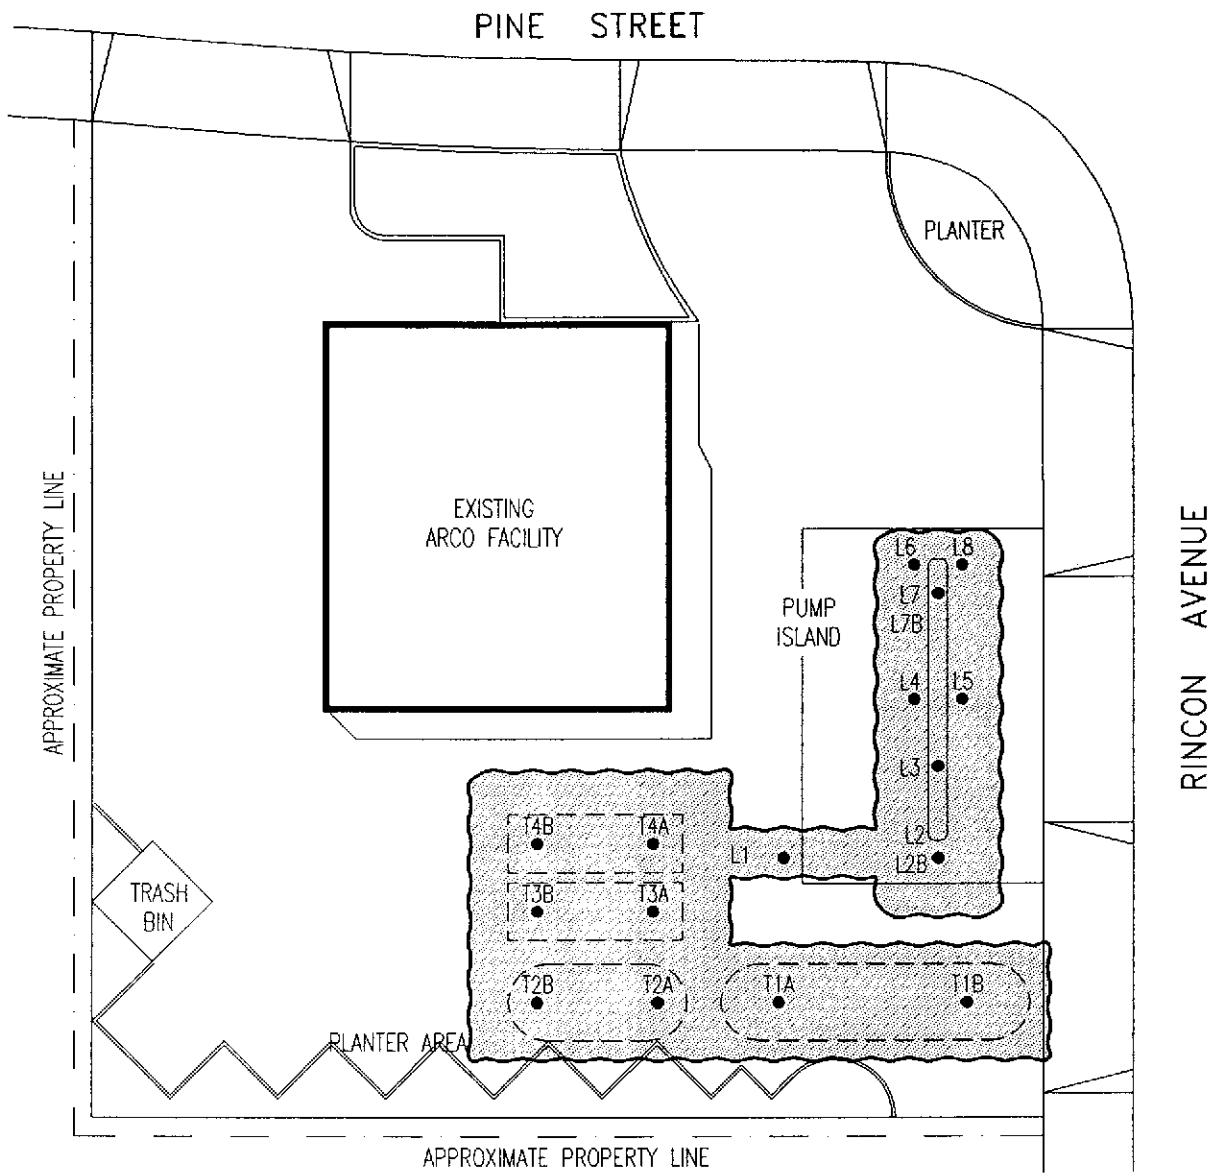 PINE STREET
PLANTER
EXISTING
ARCO FACILITY
APPROXIMATE PROPERTY LINE
RINCON AVENUE
PUMP
ISLAND
L6
L8
L7
L7B
L4
L5
L3
L2
L2B
L1
T4B
T4A
T3B
T3A
T2B
T2A
T1A
T1B
TRASH
BIN
PLANTER AREA
APPROXIMATE PROPERTY LINE